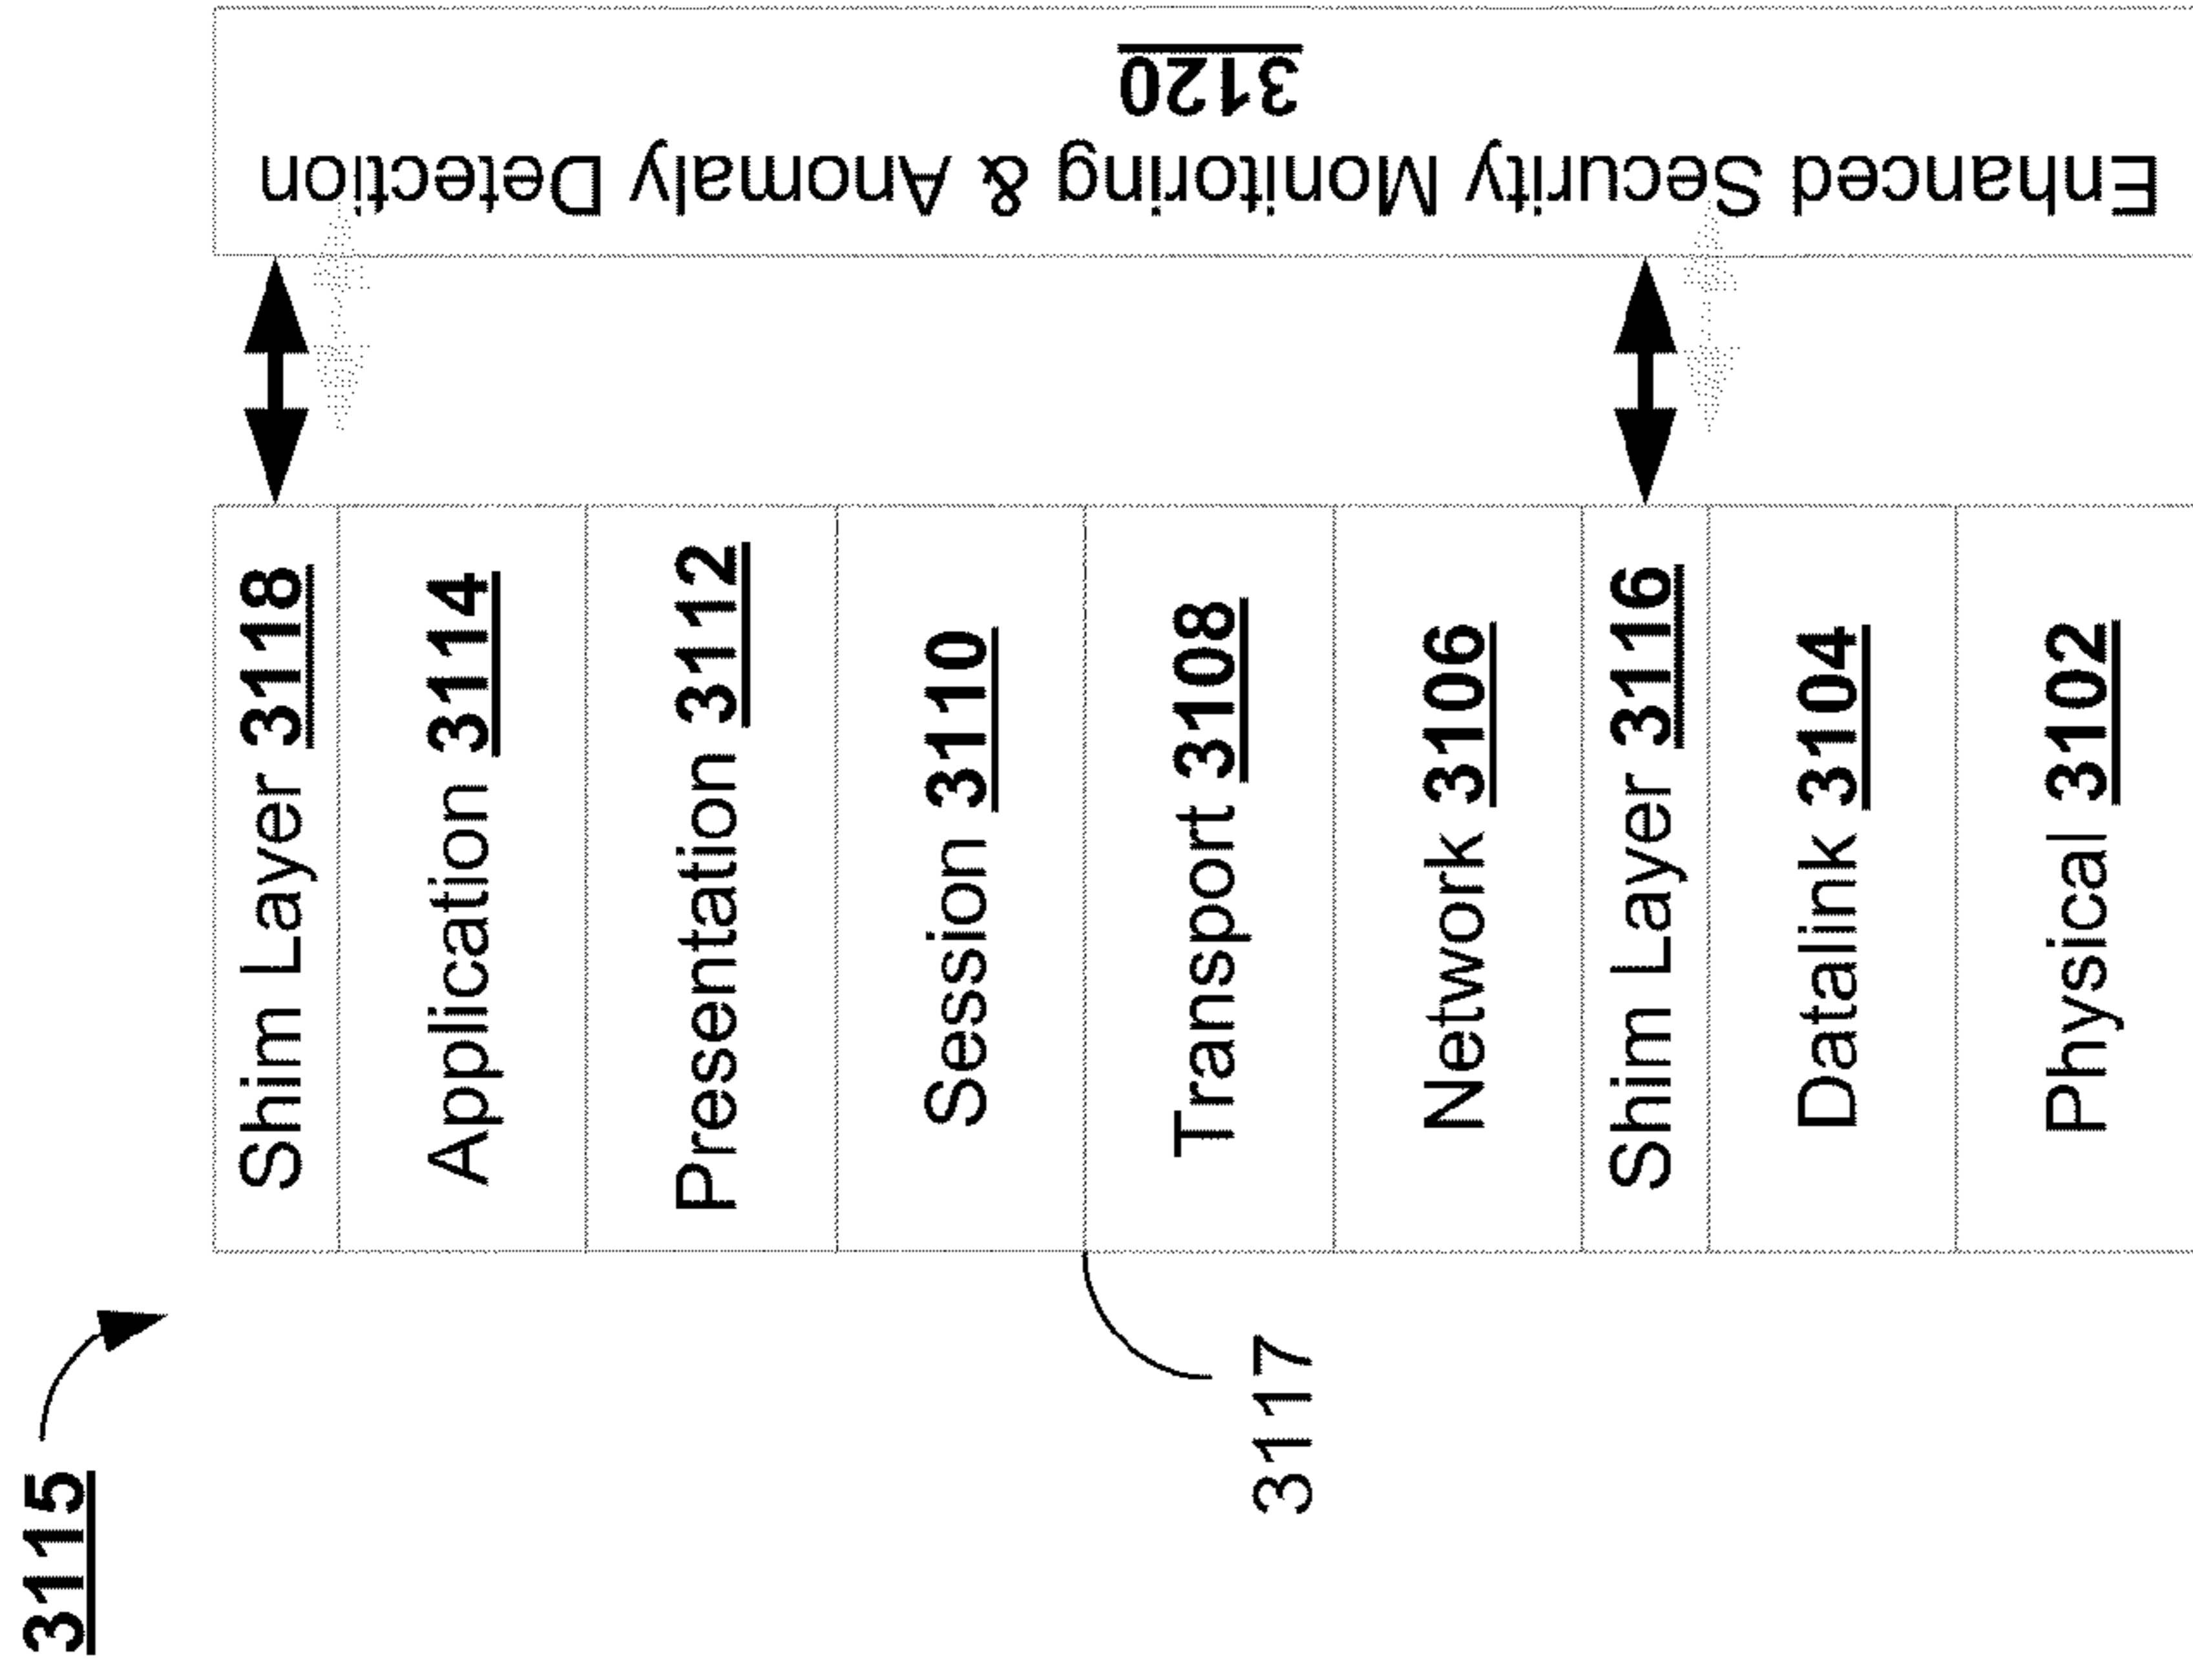 3115
Shim Layer 3118
Application 3114
Presentation 3112
Session 3110
Transport 3108
Network 3106
Shim Layer 3116
Datalink 3104
Physical 3102
3117
Enhanced Security Monitoring & Anomaly Detection
3120